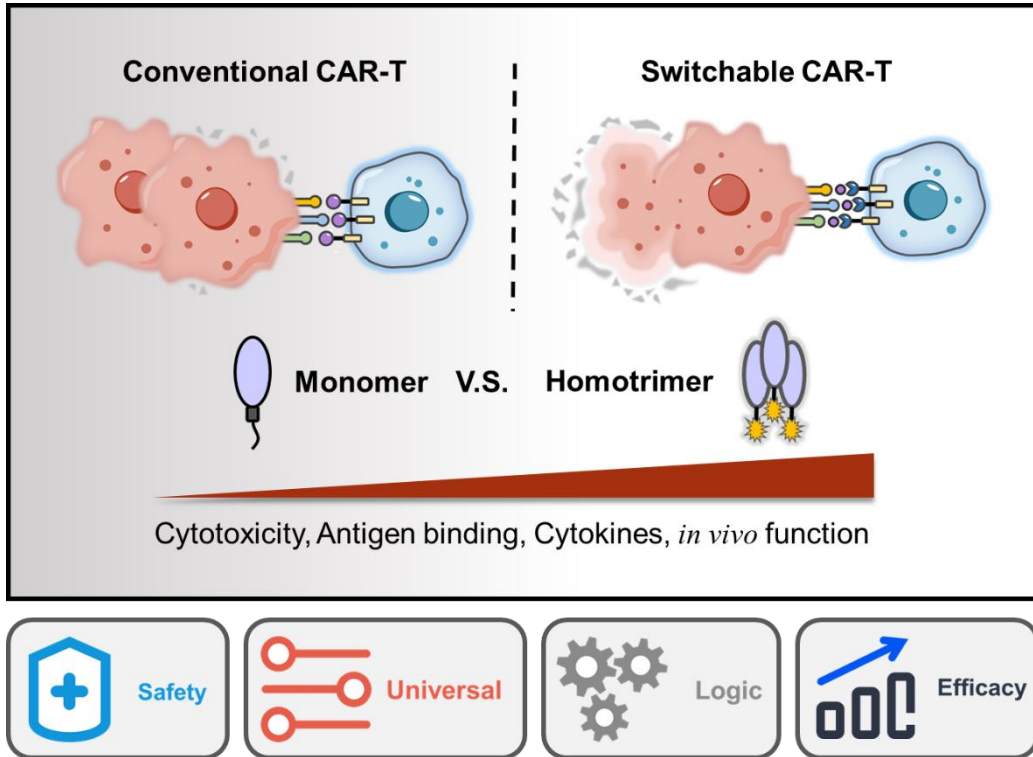 Conventional CAR-T
Switchable CAR-T
Monomer V.S. Homotrimer
Cytotoxicity, Antigen binding, Cytokines, in vivo function
Safety
Universal
Logic
Efficacy